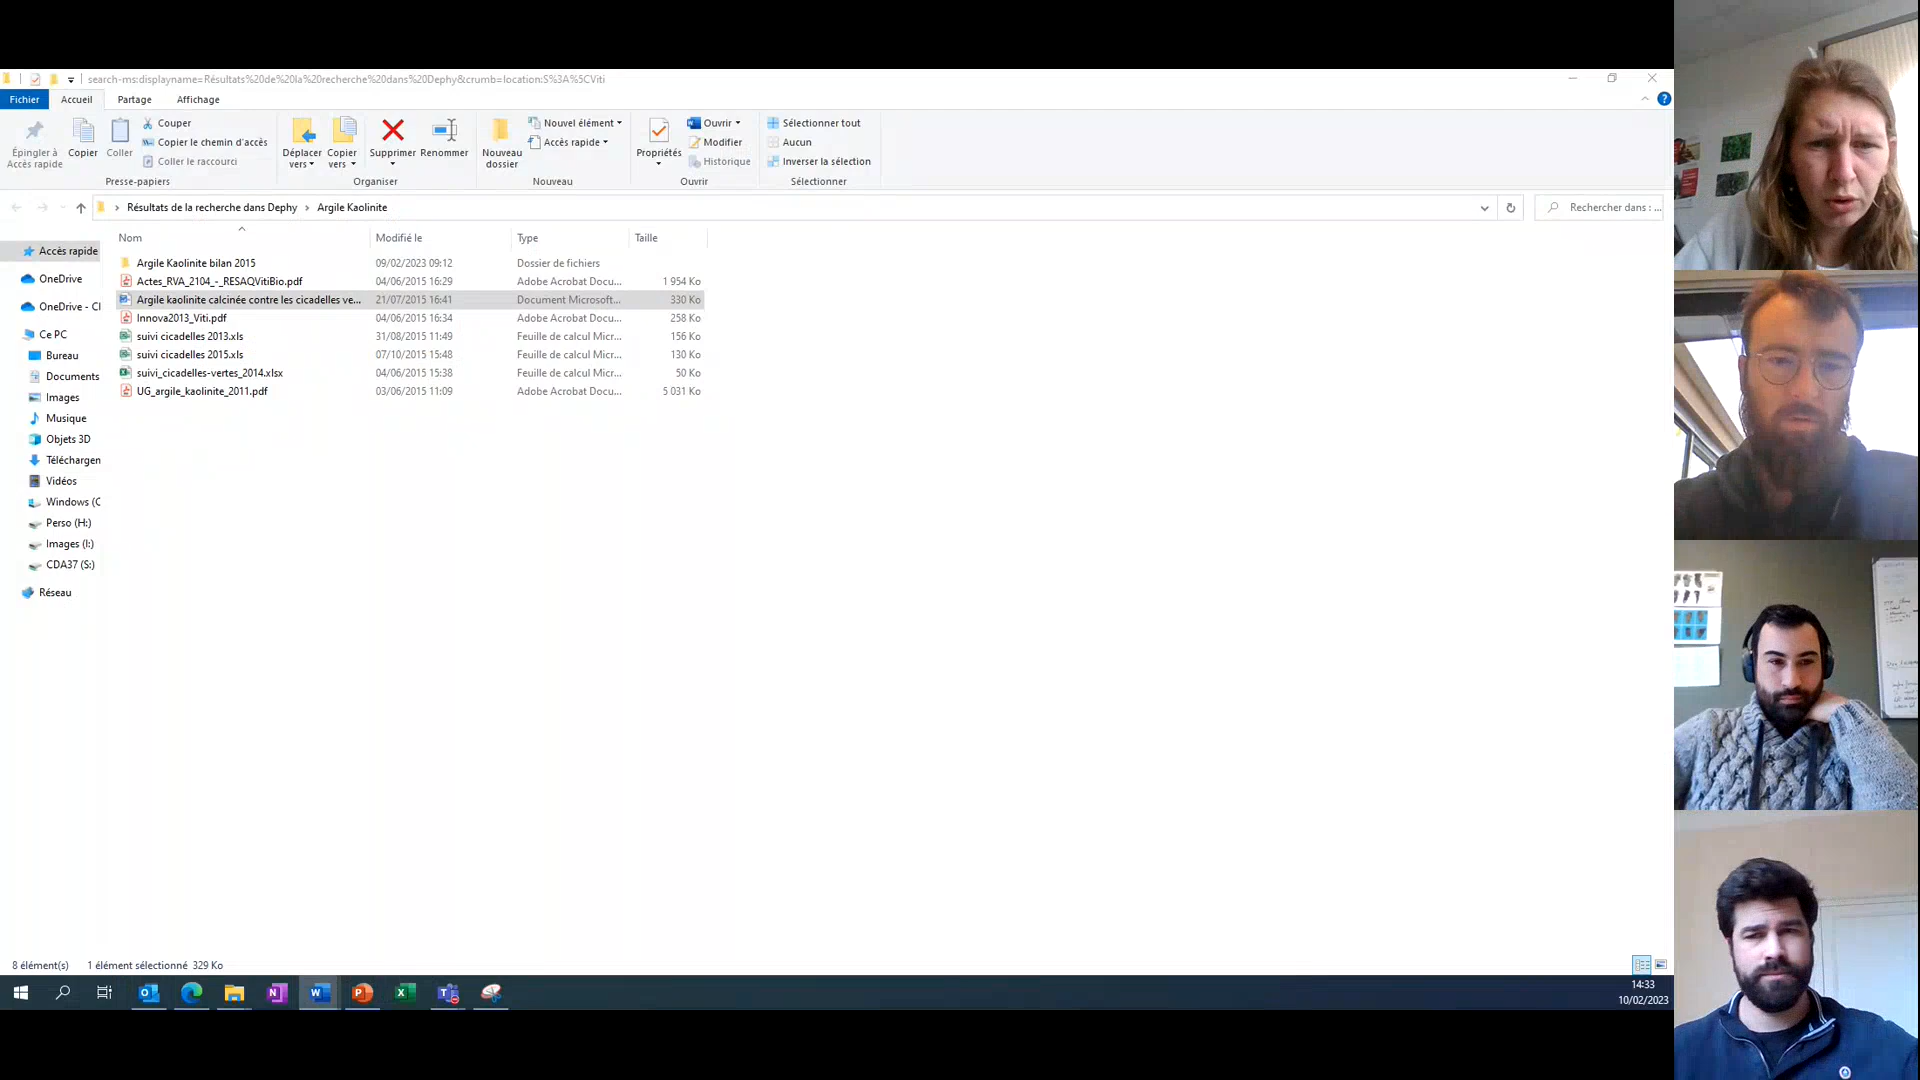 search-ms:displayname=Résultats%20de%20la%20recherche%20dans%20Dephy&crumb=location:S%3A%5CViti
Fichier Accueil Partage Affichage
Épingler à Accès rapide
Copier
Coller
Couper
Copier le chemin d'accès
Coller le raccourci
Presse-papiers
Déplacer vers
Copier vers
Supprimer
Renommer
Organiser
Nouveau dossier
Nouvel élément
Accès rapide
Nouveau
Propriétés
Ouvrir
Modifier
Historique
Ouvrir
Sélectionner tout
Aucun
Inverser la sélection
Sélectionner
Résultats de la recherche dans Dephy > Argile Kaolinite
Rechercher dans : ...
Accès rapide
OneDrive
OneDrive - Cl
Ce PC
Bureau
Documents
Images
Musique
Objets 3D
Téléchargen
Vidéos
Windows (C
Perso (H:)
Images (I:)
CDA37 (S:)
Réseau
Nom Modifié le Type Taille
Argile Kaolinite bilan 2015 09/02/2023 09:12 Dossier de fichiers
Actes_RVA_2104_-_RESAQVitiBio.pdf 04/06/2015 16:29 Adobe Acrobat Docu... 1 954 Ko
Argile kaolinite calcinée contre les cicadelles ve... 21/07/2015 16:41 Document Microsoft... 330 Ko
Innova2013_Viti.pdf 04/06/2015 16:34 Adobe Acrobat Docu... 258 Ko
suivi cicadelles 2013.xls 31/08/2015 11:49 Feuille de calcul Micr... 156 Ko
suivi cicadelles 2015.xls 07/10/2015 15:48 Feuille de calcul Micr... 130 Ko
suivi_cicadelles-vertes_2014.xlsx 04/06/2015 15:38 Feuille de calcul Micr... 50 Ko
UG_argile_kaolinite_2011.pdf 03/06/2015 11:09 Adobe Acrobat Docu... 5 031 Ko
8 élément(s) 1 élément sélectionné 329 Ko
14:33
10/02/2023